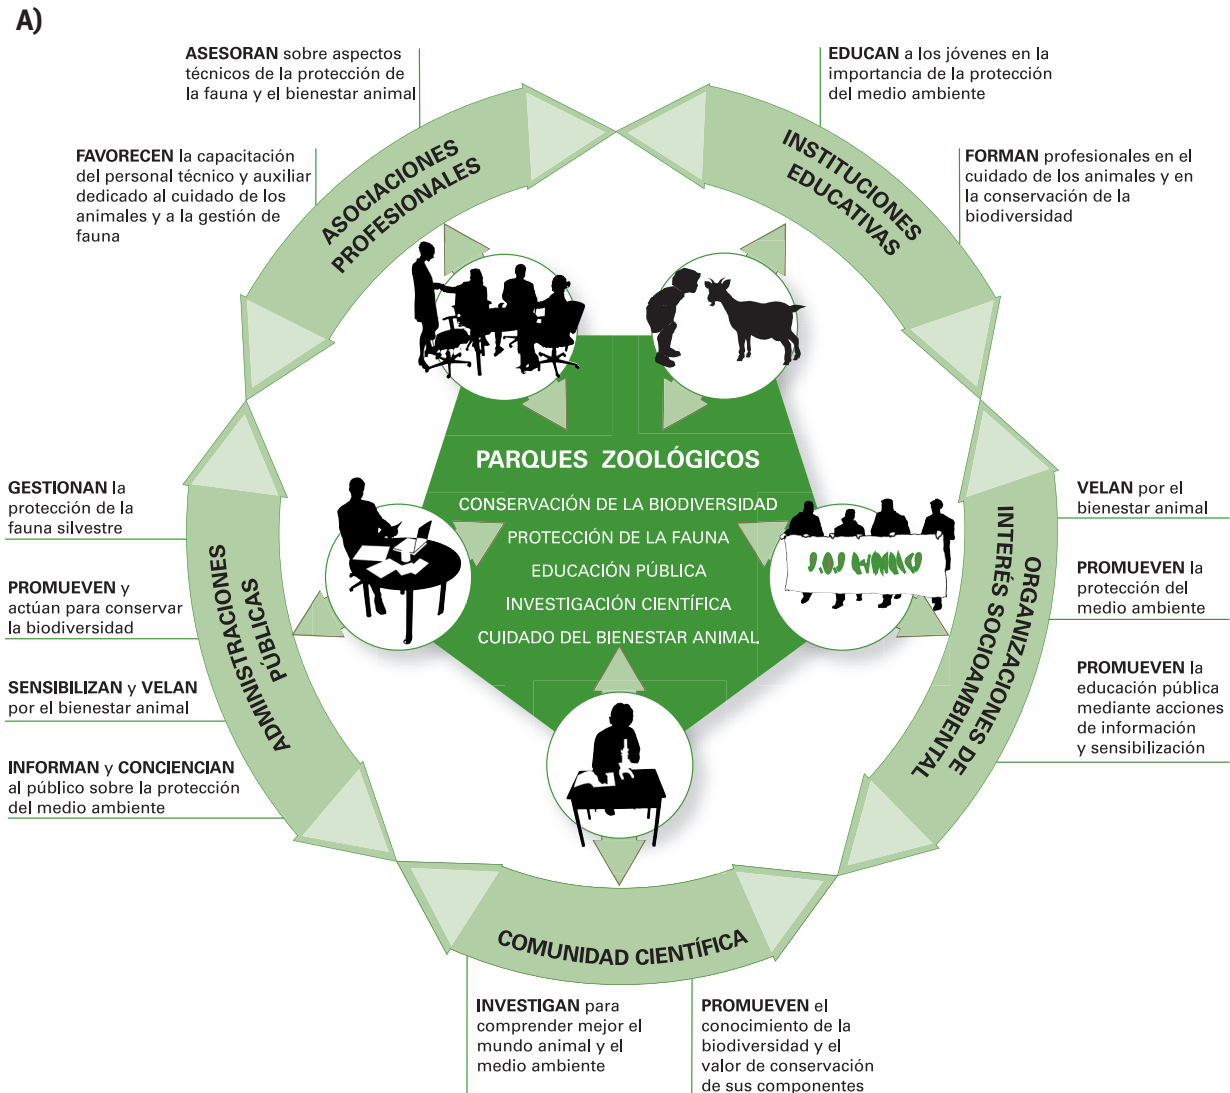 A)
ASESORAN sobre aspectos
técnicos de la protección de
la fauna y el bienestar animal
EDUCAN a los jóvenes en la
importancia de la protección
del medio ambiente
FAVORECEN la capacitación
del personal técnico y auxiliar
dedicado al cuidado de los
animales y a la gestión de
fauna
ASOCIACIONES
PROFESIONALES
INSTITUCIONES
EDUCATIVAS
FORMAN profesionales en el
cuidado de los animales y en
la conservación de la
biodiversidad
PARQUES ZOOLÓGICOS
CONSERVACIÓN DE LA BIODIVERSIDAD
PROTECCIÓN DE LA FAUNA
EDUCACIÓN PÚBLICA
INVESTIGACIÓN CIENTÍFICA
CUIDADO DEL BIENESTAR ANIMAL
GESTIONAN la
protección de la
fauna silvestre
PROMUEVEN y
actúan para conservar
la biodiversidad
SENSIBILIZAN y VELAN
por el bienestar animal
INFORMAN y CONCIENCIAN
al público sobre la protección
del medio ambiente
ADMINISTRACIONES
PÚBLICAS
ORGANIZACIONES DE
INTERÉS SOCIOAMBIENTAL
VELAN por el
bienestar animal
PROMUEVEN la
protección del
medio ambiente
PROMUEVEN la
educación pública
mediante acciones
de información
y sensibilización
COMUNIDAD CIENTÍFICA
INVESTIGAN para
comprender mejor el
mundo animal y el
medio ambiente
PROMUEVEN el
conocimiento de la
biodiversidad y el
valor de conservación
de sus componentes